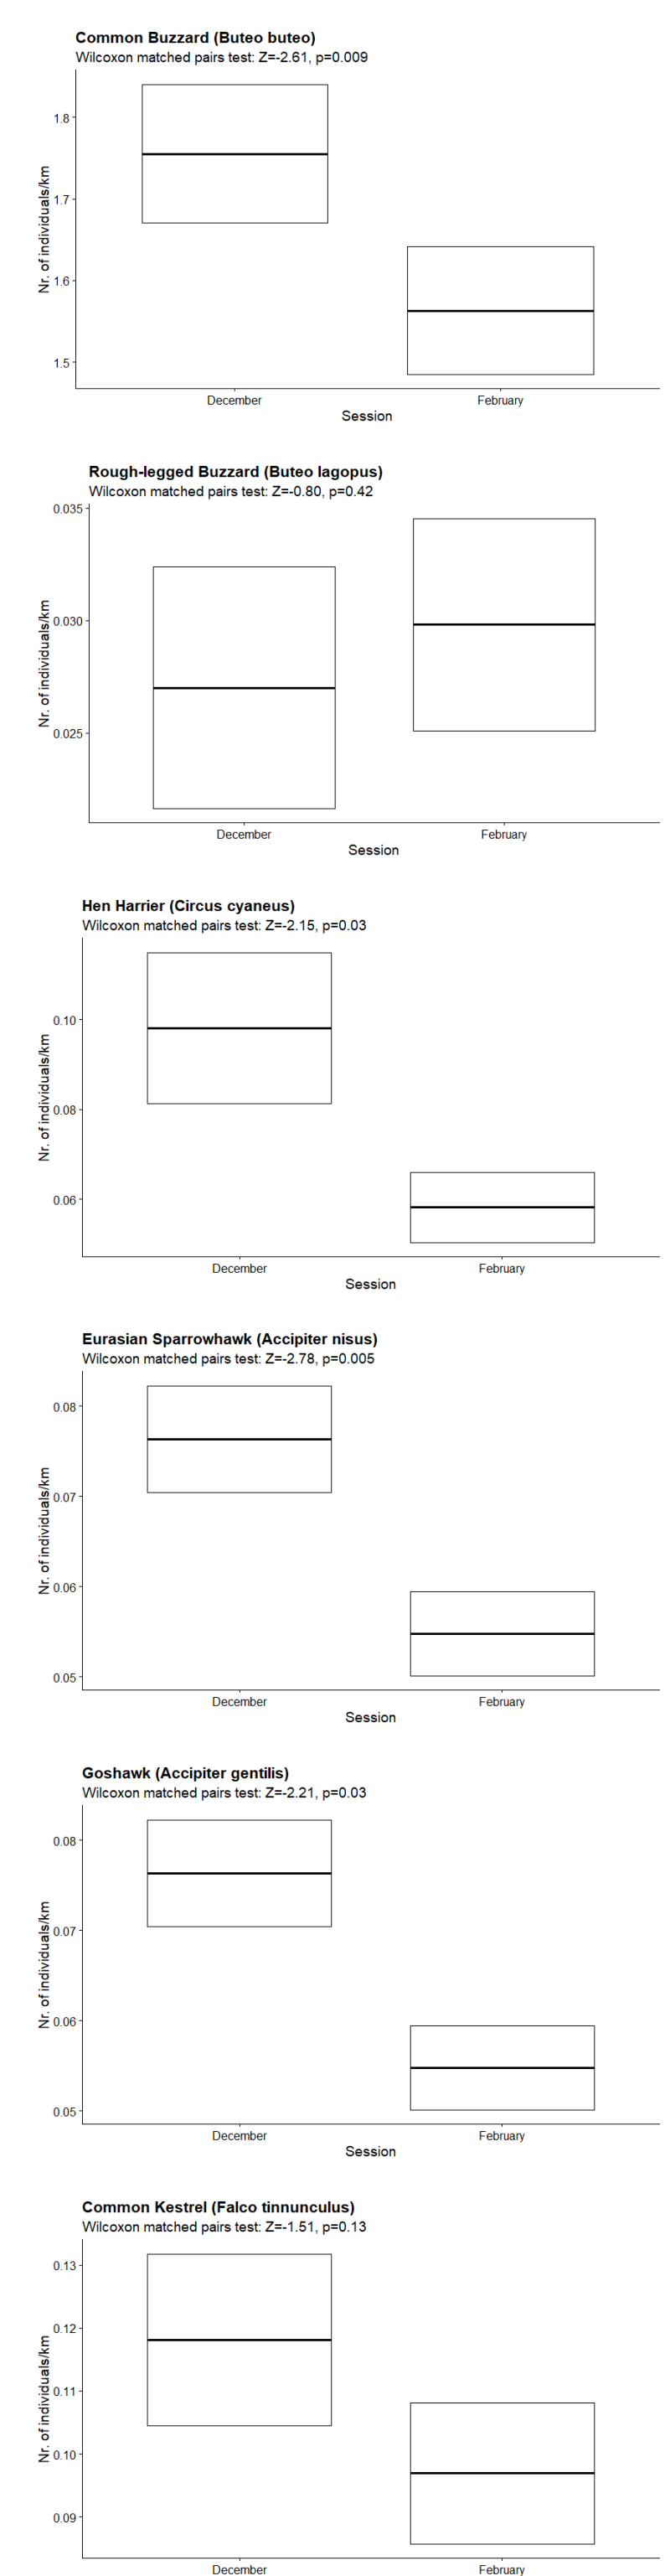 Common Buzzard (Buteo buteo)
Wilcoxon matched pairs test: Z=-2.61, p=0.009
Nr. of individuals/km
1.8
1.7
1.6
1.5
December
February
Session
Rough-legged Buzzard (Buteo lagopus)
Wilcoxon matched pairs test: Z=-0.80, p=0.42
Nr. of individuals/km
0.035
0.030
0.025
December
February
Session
Hen Harrier (Circus cyaneus)
Wilcoxon matched pairs test: Z=-2.15, p=0.03
Nr. of individuals/km
0.10
0.08
0.06
December
February
Session
Eurasian Sparrowhawk (Accipiter nisus)
Wilcoxon matched pairs test: Z=-2.78, p=0.005
Nr. of individuals/km
0.08
0.07
0.06
0.05
December
February
Session
Goshawk (Accipiter gentilis)
Wilcoxon matched pairs test: Z=-2.21, p=0.03
Nr. of individuals/km
0.08
0.07
0.06
0.05
December
February
Session
Common Kestrel (Falco tinnunculus)
Wilcoxon matched pairs test: Z=-1.51, p=0.13
Nr. of individuals/km
0.13
0.12
0.11
0.10
0.09
December
February